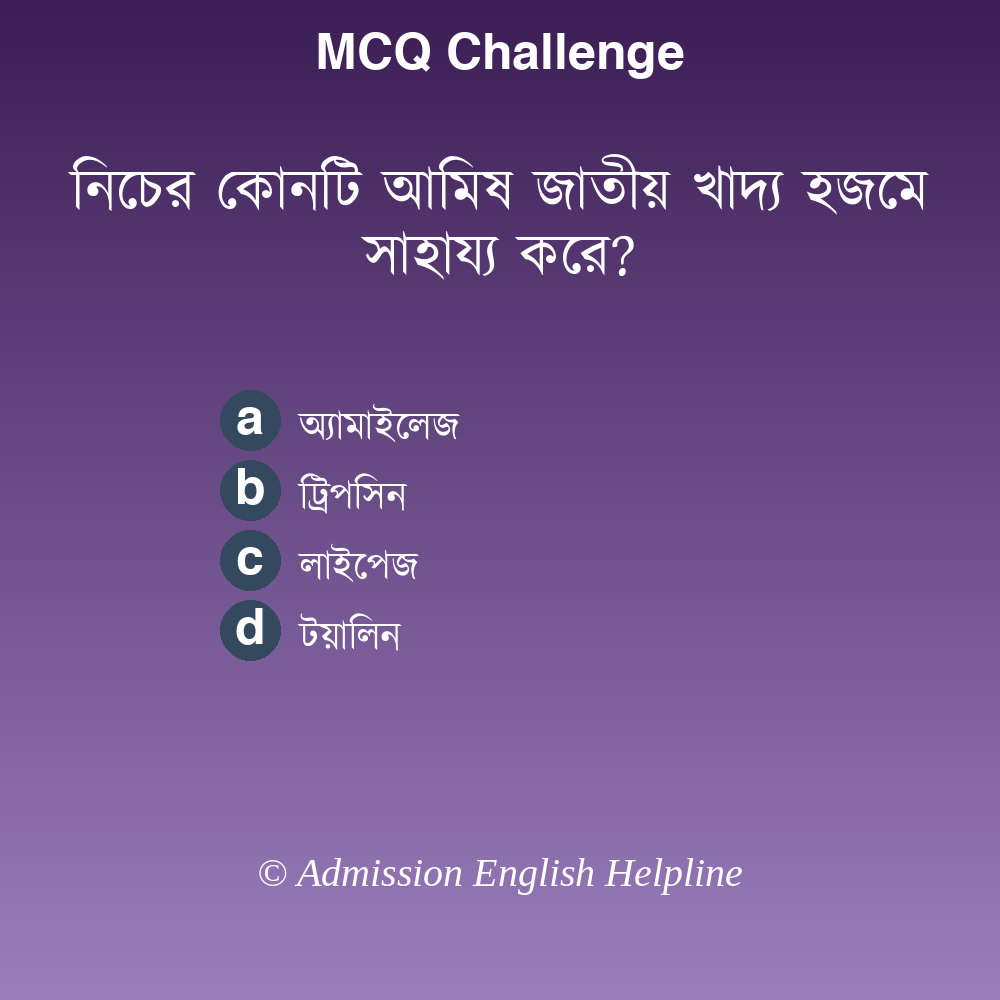 MCQ Challenge
নিচের কোনটি আমিষ জাতীয় খাদ্য হজমে
সাহায্য করে?
a অ্যামাইলেজ
b ট্রিপসিন
c লাইপেজ
d টয়ালিন
© Admission English Helpline